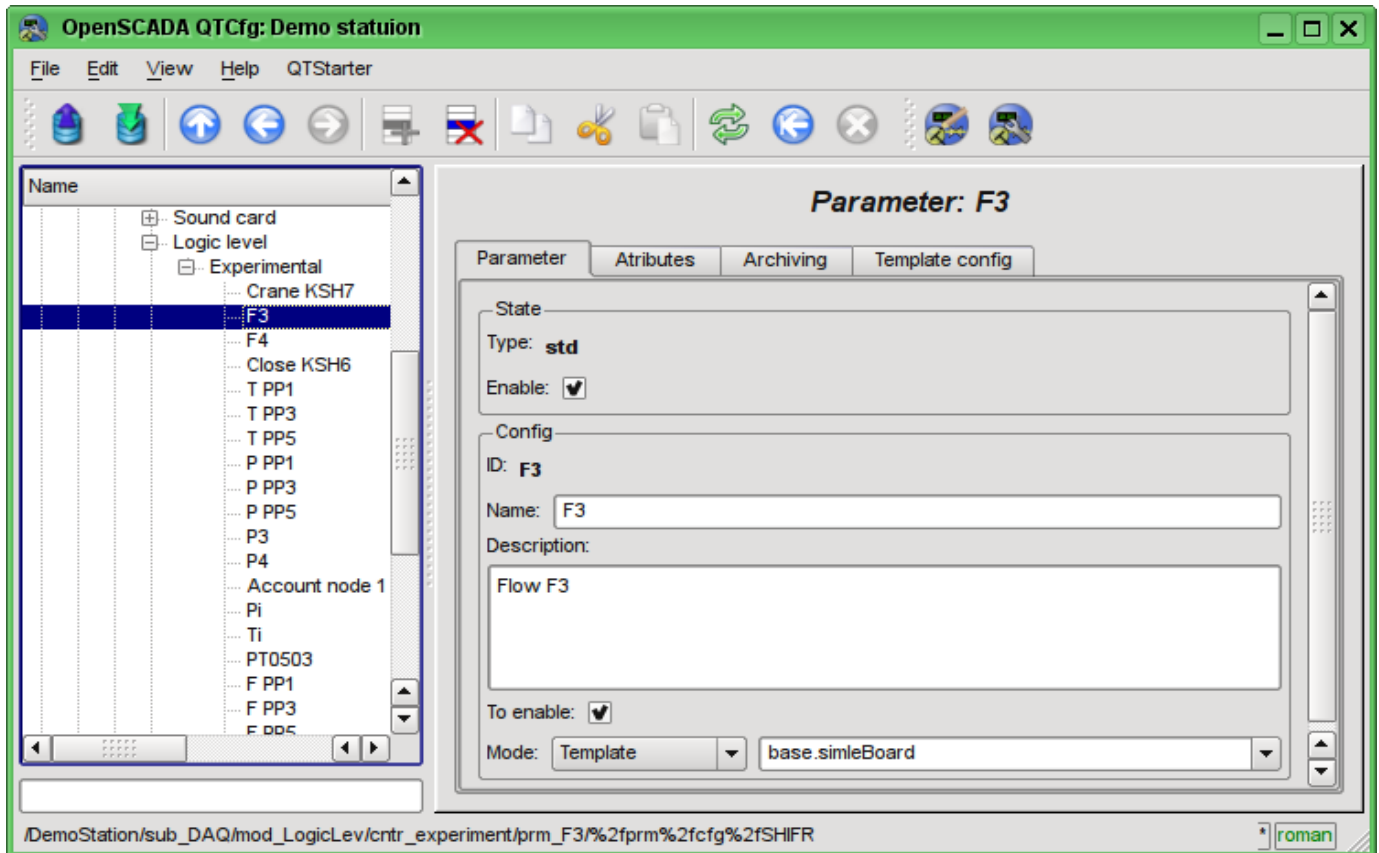 OpenSCADA QTCfg: Demo statuion
File Edit View Help QTStarter
Name
Sound card
Logic level
Experimental
Crane KSH7
F3
F4
Close KSH6
T PP1
T PP3
T PP5
P PP1
P PP3
P PP5
P3
P4
Account node 1
Pi
Ti
PT0503
F PP1
F PP3
F PP5
Parameter: F3
Parameter Atributes Archiving Template config
State
Type: std
Enable:
Config
ID: F3
Name: F3
Description:
Flow F3
To enable:
Mode: Template base.simleBoard
/DemoStation/sub_DAQ/mod_LogicLev/cntr_experiment/prm_F3/%2fprm%2fcfg%2fSHIFR * roman